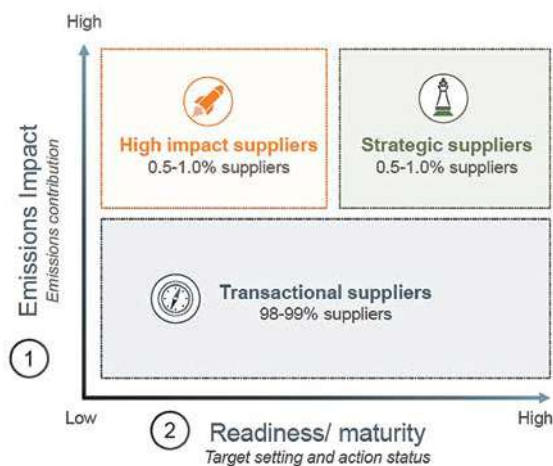 High
High impact suppliers
0.5-1.0% suppliers
Strategic suppliers
0.5-1.0% suppliers
Transactional suppliers
98-99% suppliers
Emissions Impact
Emissions contribution
1
Low
High
2
Readiness/ maturity
Target setting and action status